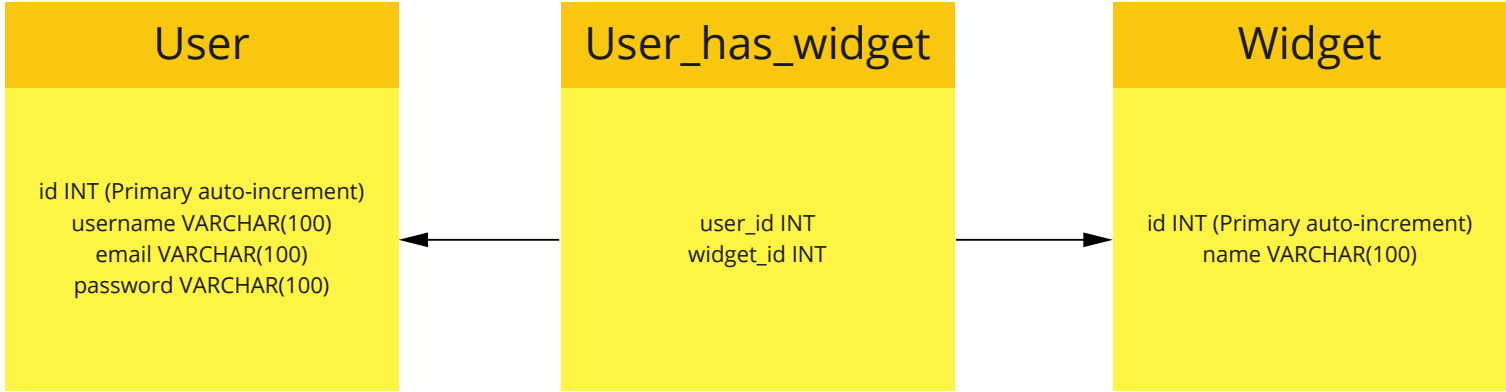 User
id INT (Primary auto-increment)
username VARCHAR(100)
email VARCHAR(100)
password VARCHAR(100)
User_has_widget
user_id INT
widget_id INT
Widget
id INT (Primary auto-increment)
name VARCHAR(100)